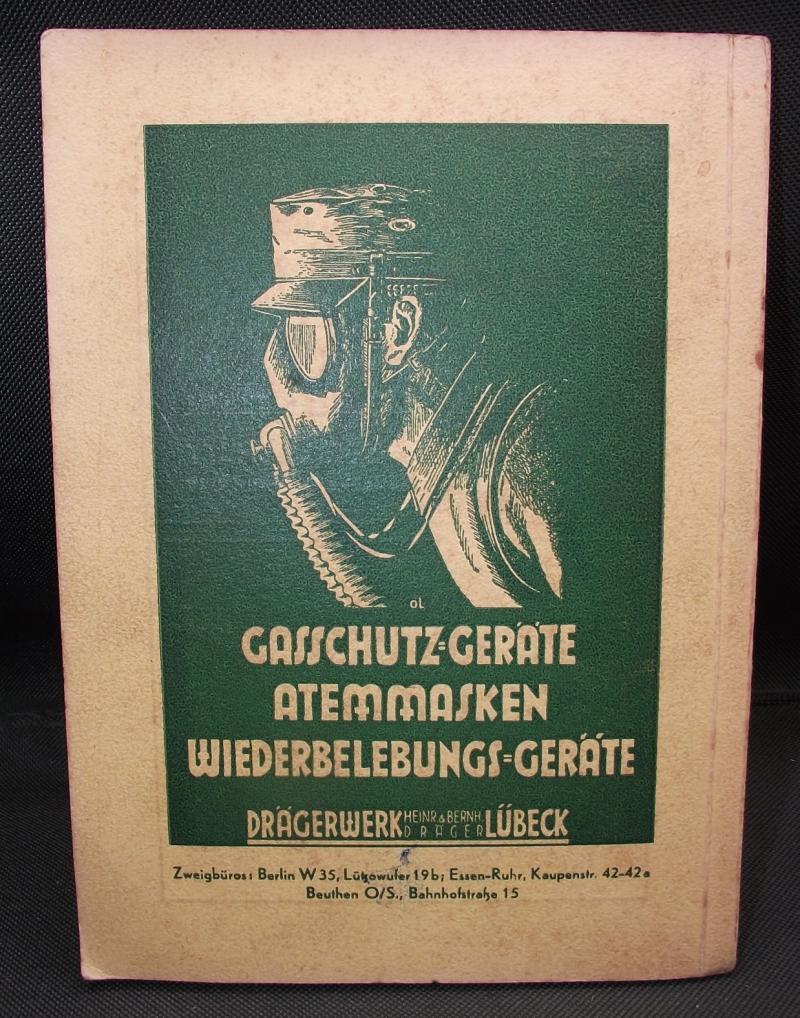 OL
GASSCHUTZ=GERÄTE
ATEMMASKEN
WIEDERBELEBUNGS=GERÄTE
DRÄGERWERK HEINR. & BERNH. DRÄGER LÜBECK
Zweigbüros: Berlin W 35, Lützowufer 19b; Essen-Ruhr, Kaupenstr. 42-42a
Beuthen O/S., Bahnhofstraße 15